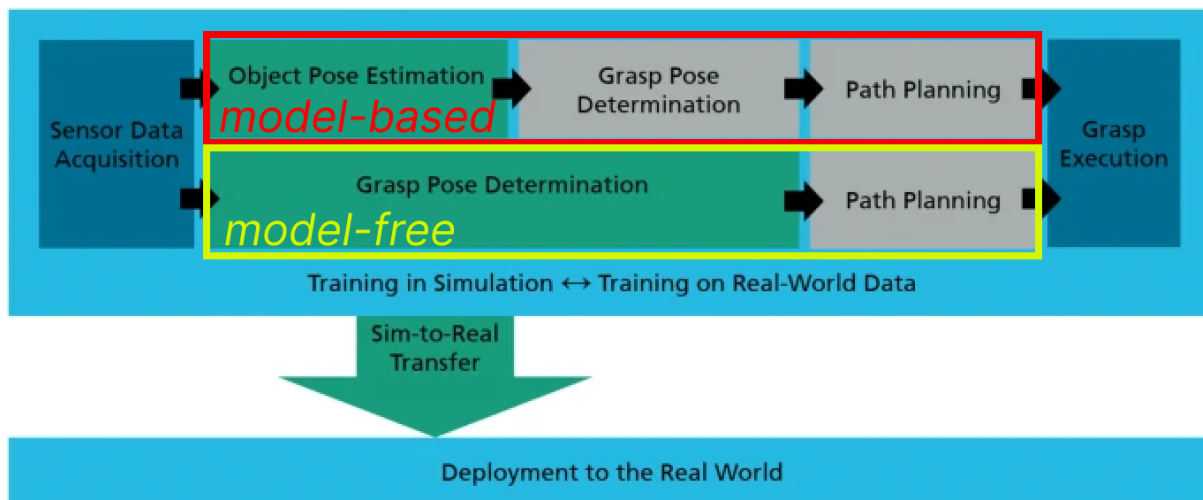 Sensor Data
Acquisition
Object Pose Estimation
model-based
Grasp Pose
Determination
Path Planning
Grasp Pose Determination
model-free
Path Planning
Grasp
Execution
Training in Simulation ↔ Training on Real-World Data
Sim-to-Real
Transfer
Deployment to the Real World